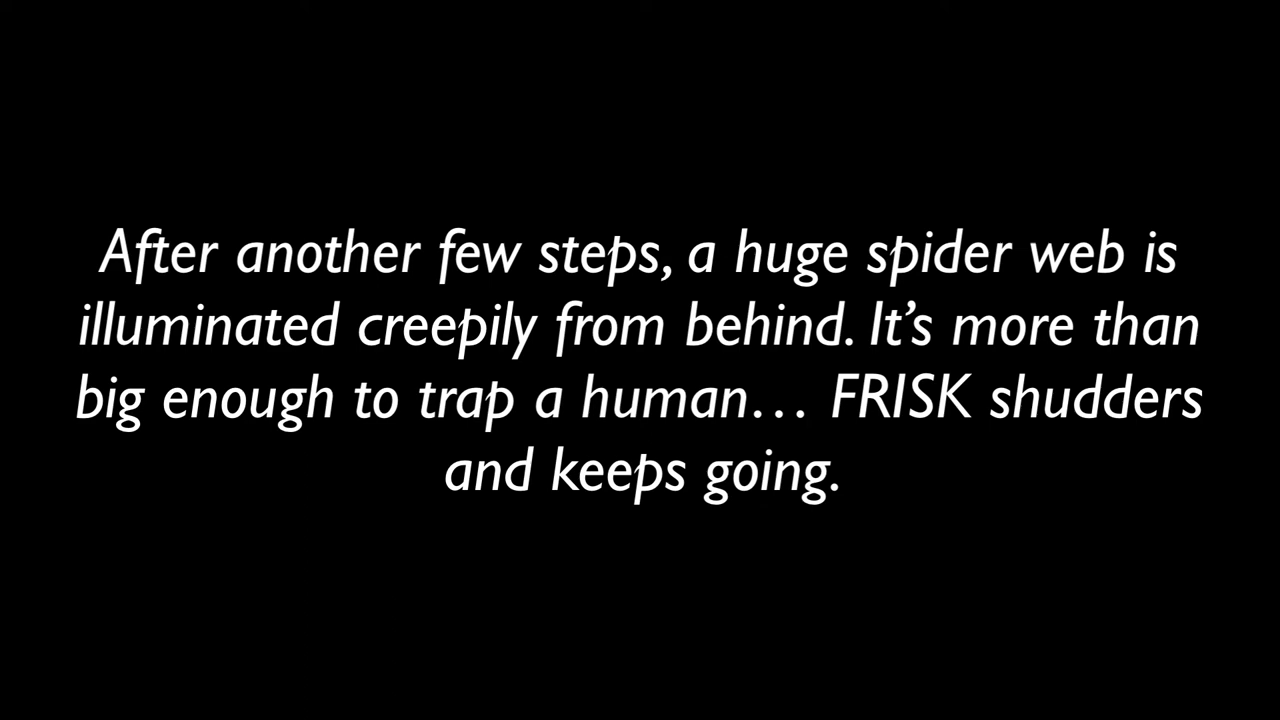 After another few steps, a huge spider web is
illuminated creepily from behind. It’s more than
big enough to trap a human… FRISK shudders
and keeps going.